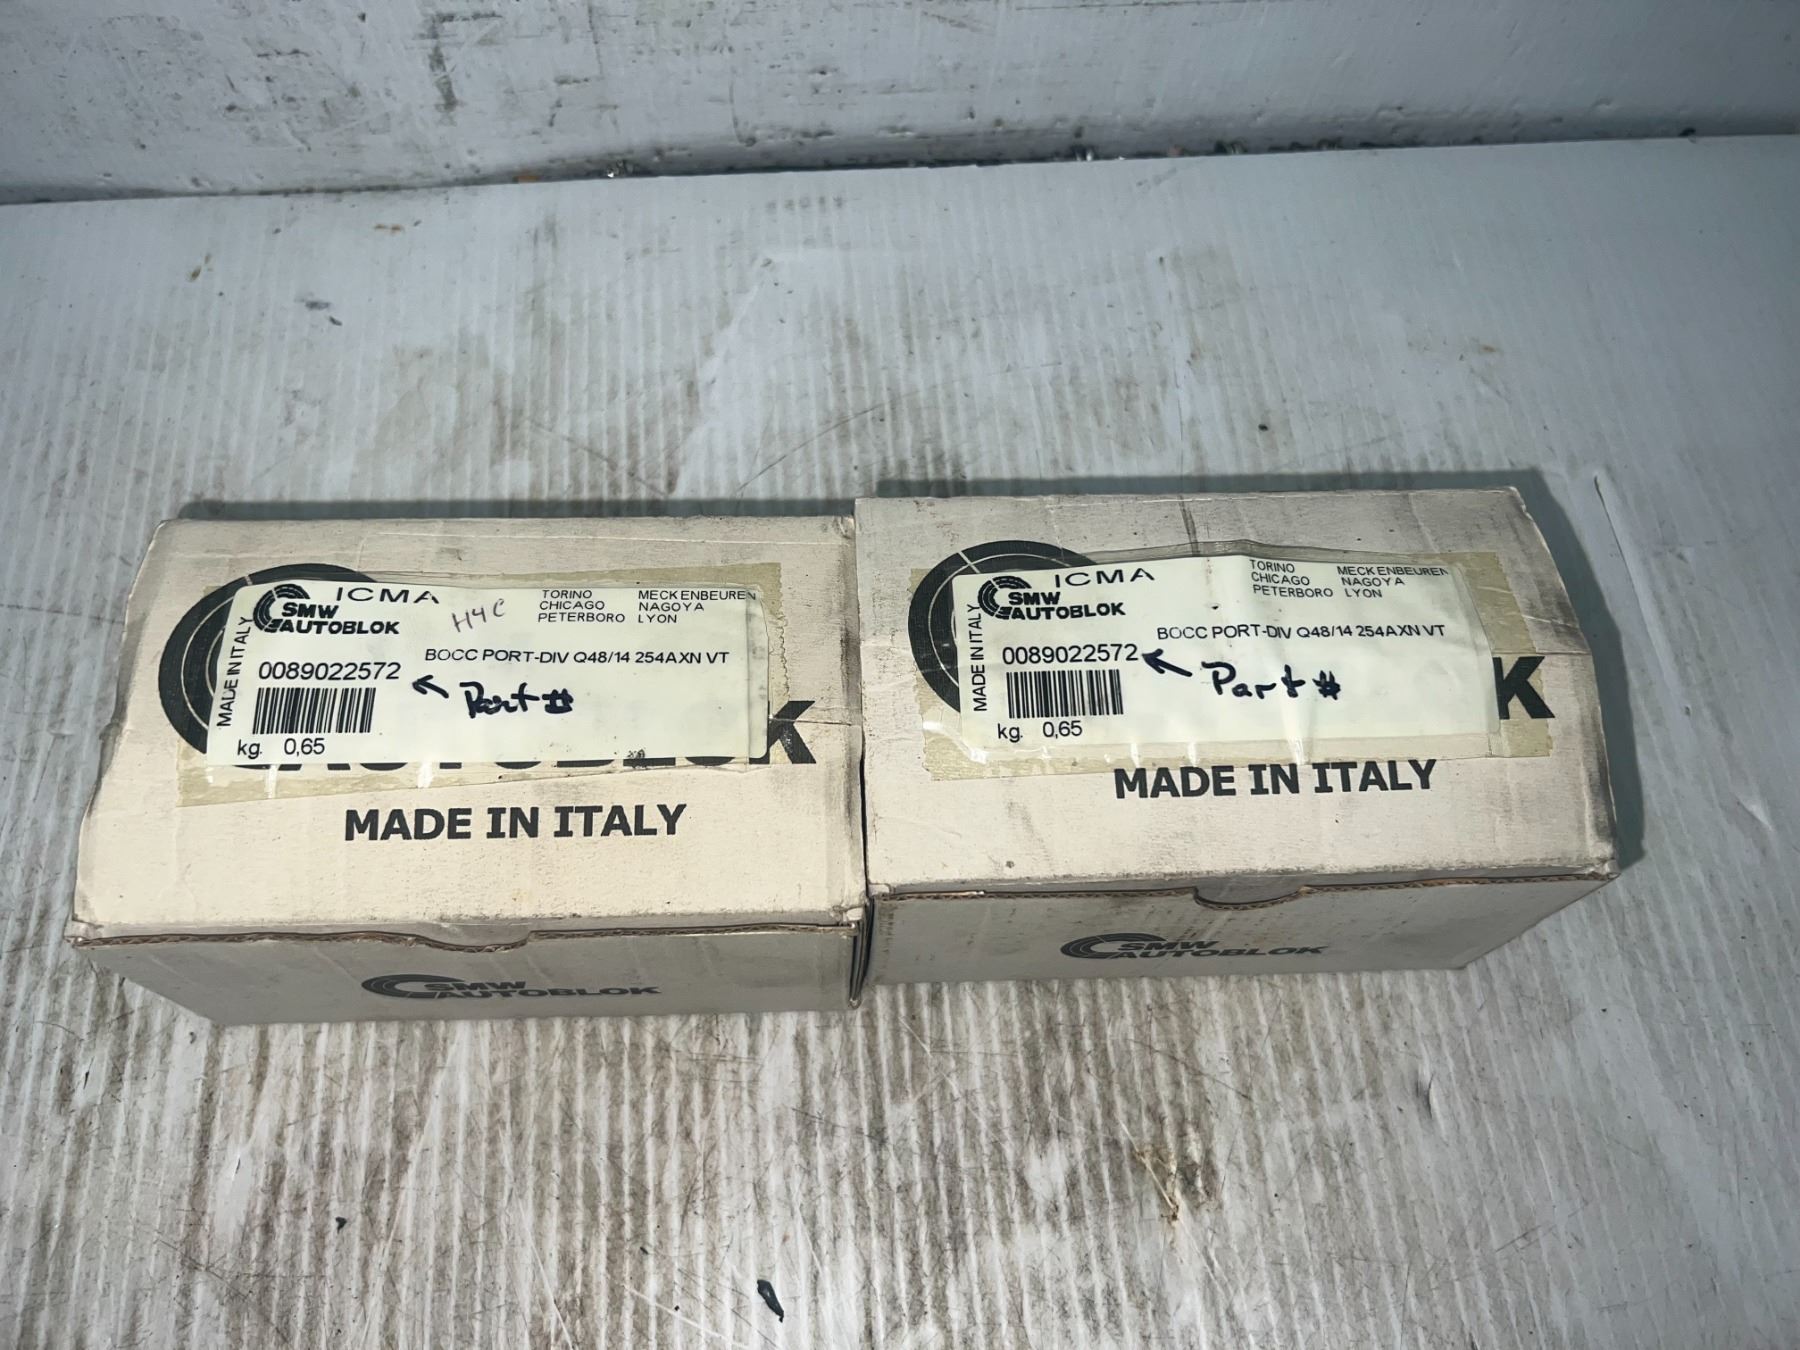 ICMA
SMW
AUTOBLOK
H4C
TORINO MECKENBEUREN
CHICAGO NAGOYA
PETERBORO LYON
MADE IN ITALY
BOCC PORT-DIV Q48/14 254AXN VT
0089022572
← Part #
kg. 0,65
K
MADE IN ITALY
SMW
AUTOBLOK
ICMA
SMW
AUTOBLOK
TORINO MECKENBEUREN
CHICAGO NAGOYA
PETERBORO LYON
MADE IN ITALY
BOCC PORT-DIV Q48/14 254AXN VT
0089022572
← Part #
kg. 0,65
K
MADE IN ITALY
SMW
AUTOBLOK